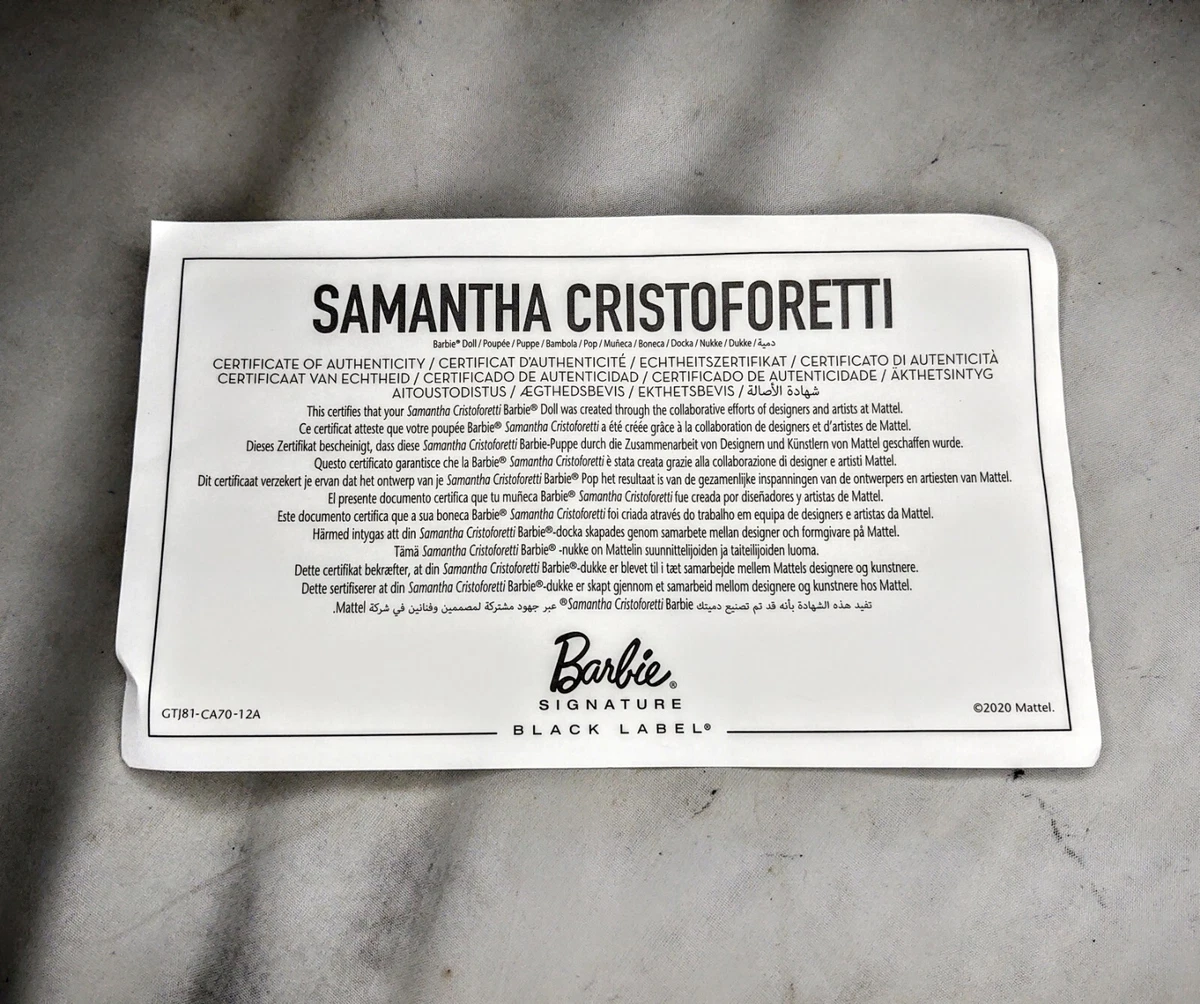 SAMANTHA CRISTOFORETTI
Barbie® Doll / Poupée / Puppe / Bambola / Pop / Muñeca / Boneca / Docka / Nukke / Dukke / دمية
CERTIFICATE OF AUTHENTICITY / CERTIFICAT D'AUTHENTICITÉ / ECHTHEITSZERTIFIKAT / CERTIFICATO DI AUTENTICITÀ
CERTIFICAAT VAN ECHTHEID / CERTIFICADO DE AUTENTICIDAD / CERTIFICADO DE AUTENTICIDADE / ÄKTHETSINTYG
AITOUSTODISTUS / ÆGTHEDSBEVIS / EKTHETSBEVIS / شهادة الأصالة
This certifies that your Samantha Cristoforetti Barbie® Doll was created through the collaborative efforts of designers and artists at Mattel.
Ce certificat atteste que votre poupée Barbie® Samantha Cristoforetti a été créée grâce à la collaboration de designers et d'artistes de Mattel.
Dieses Zertifikat bescheinigt, dass diese Samantha Cristoforetti Barbie-Puppe durch die Zusammenarbeit von Designern und Künstlern von Mattel geschaffen wurde.
Questo certificato garantisce che la Barbie® Samantha Cristoforetti è stata creata grazie alla collaborazione di designer e artisti Mattel.
Dit certificaat verzekert je ervan dat het ontwerp van je Samantha Cristoforetti Barbie® Pop het resultaat is van de gezamenlijke inspanningen van de ontwerpers en artiesten van Mattel.
El presente documento certifica que tu muñeca Barbie® Samantha Cristoforetti fue creada por diseñadores y artistas de Mattel.
Este documento certifica que a sua boneca Barbie® Samantha Cristoforetti foi criada através do trabalho em equipa de designers e artistas da Mattel.
Härmed intygas att din Samantha Cristoforetti Barbie®-docka skapades genom samarbete mellan designer och formgivare på Mattel.
Tämä Samantha Cristoforetti Barbie® -nukke on Mattelin suunnittelijoiden ja taiteilijoiden luoma.
Dette certifikat bekræfter, at din Samantha Cristoforetti Barbie®-dukke er blevet til i tæt samarbejde mellem Mattels designere og kunstnere.
Dette sertifiserer at din Samantha Cristoforetti Barbie®-dukke er skapt gjennom et samarbeid mellom designere og kunstnere hos Mattel.
تفيد هذه الشهادة بأنه قد تم تصنيع دميتك Samantha Cristoforetti Barbie® عبر جهود مشتركة لمصممين وفنانين في شركة Mattel.
Barbie®
SIGNATURE
GTJ81-CA70-12A
©2020 Mattel.
BLACK LABEL®